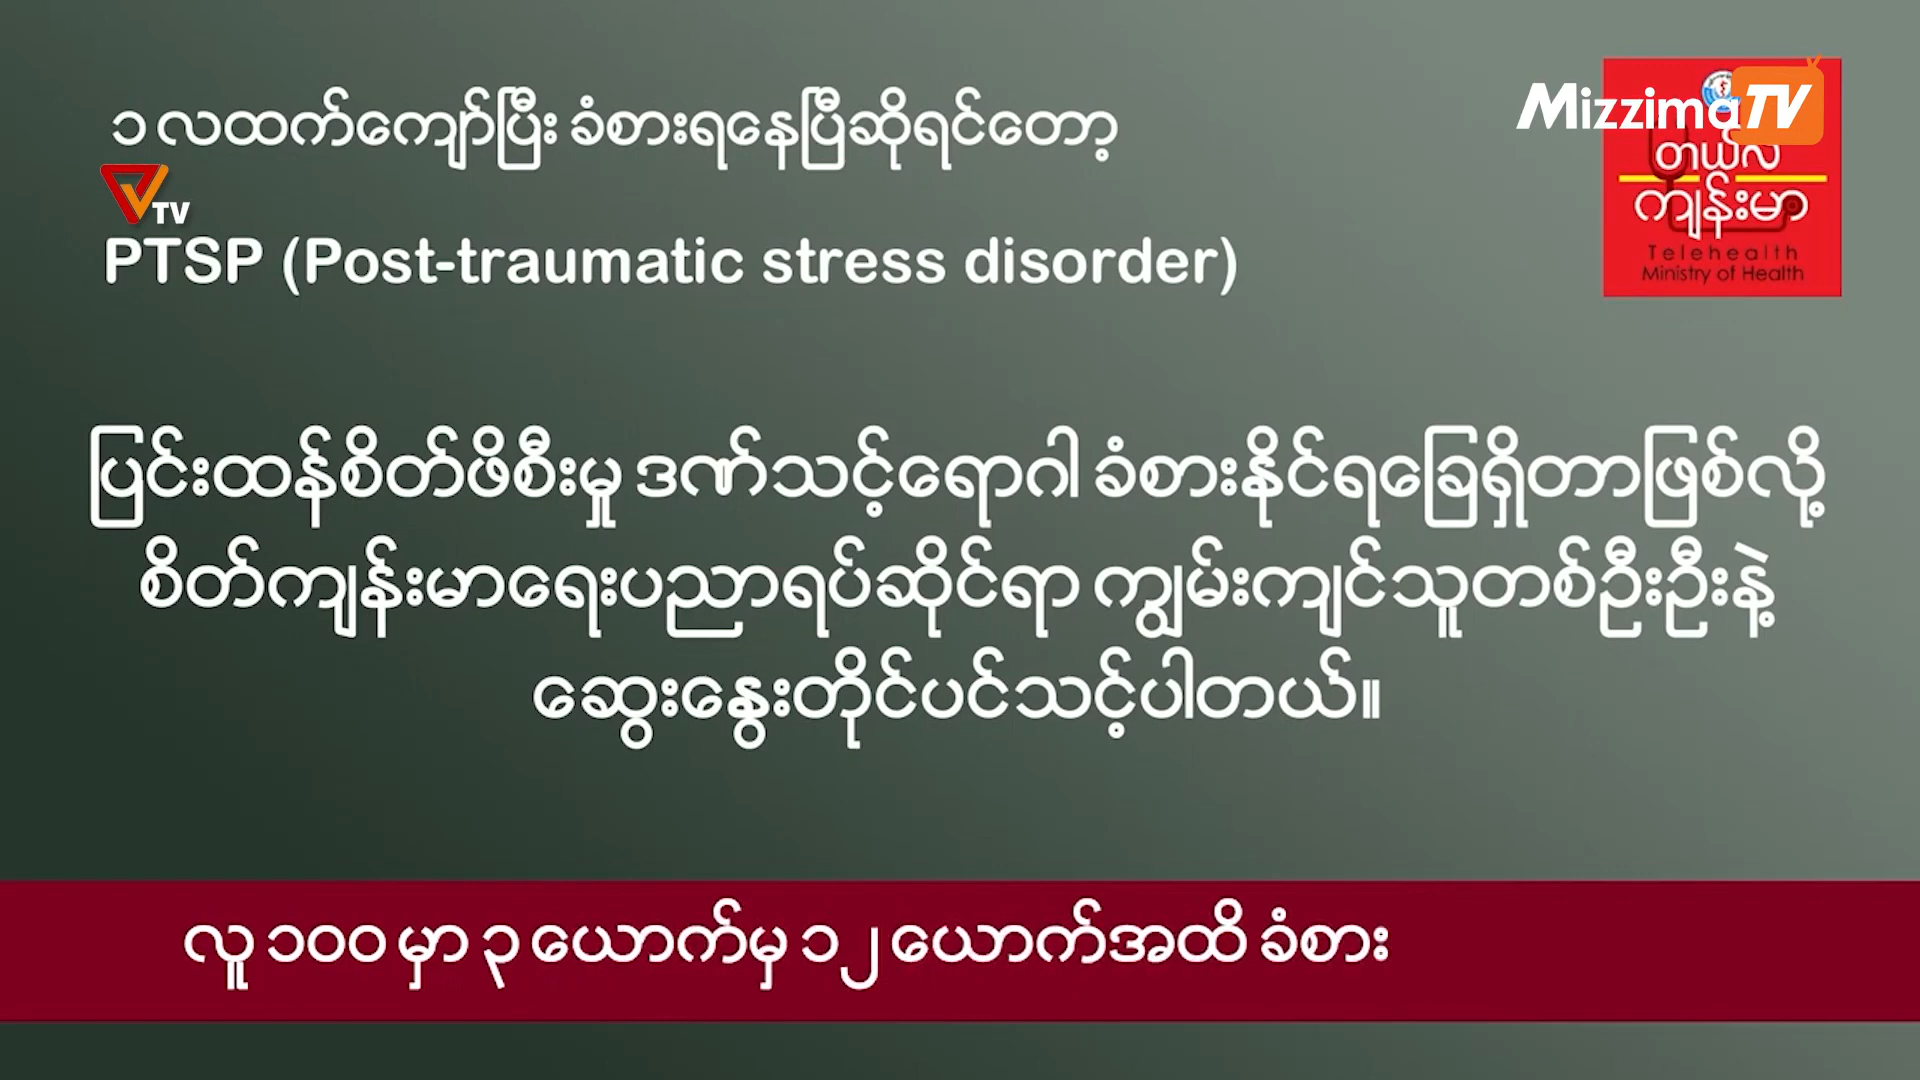 Mizzima TV
၁ လထက်ကျော်ပြီး ခံစားရနေပြီဆိုရင်တော့
တယ်လီ
ကျန်းမာ
TV
PTSP (Post-traumatic stress disorder)
Telehealth
Ministry of Health
ပြင်းထန်စိတ်ဖိစီးမှု ဒဏ်သင့်ရောဂါ ခံစားနိုင်ရခြေရှိတာဖြစ်လို့
စိတ်ကျန်းမာရေးပညာရပ်ဆိုင်ရာ ကျွမ်းကျင်သူတစ်ဦးဦးနဲ့
ဆွေးနွေးတိုင်ပင်သင့်ပါတယ်။
လူ ၁၀၀ မှာ ၃ ယောက်မှ ၁၂ ယောက်အထိ ခံစား